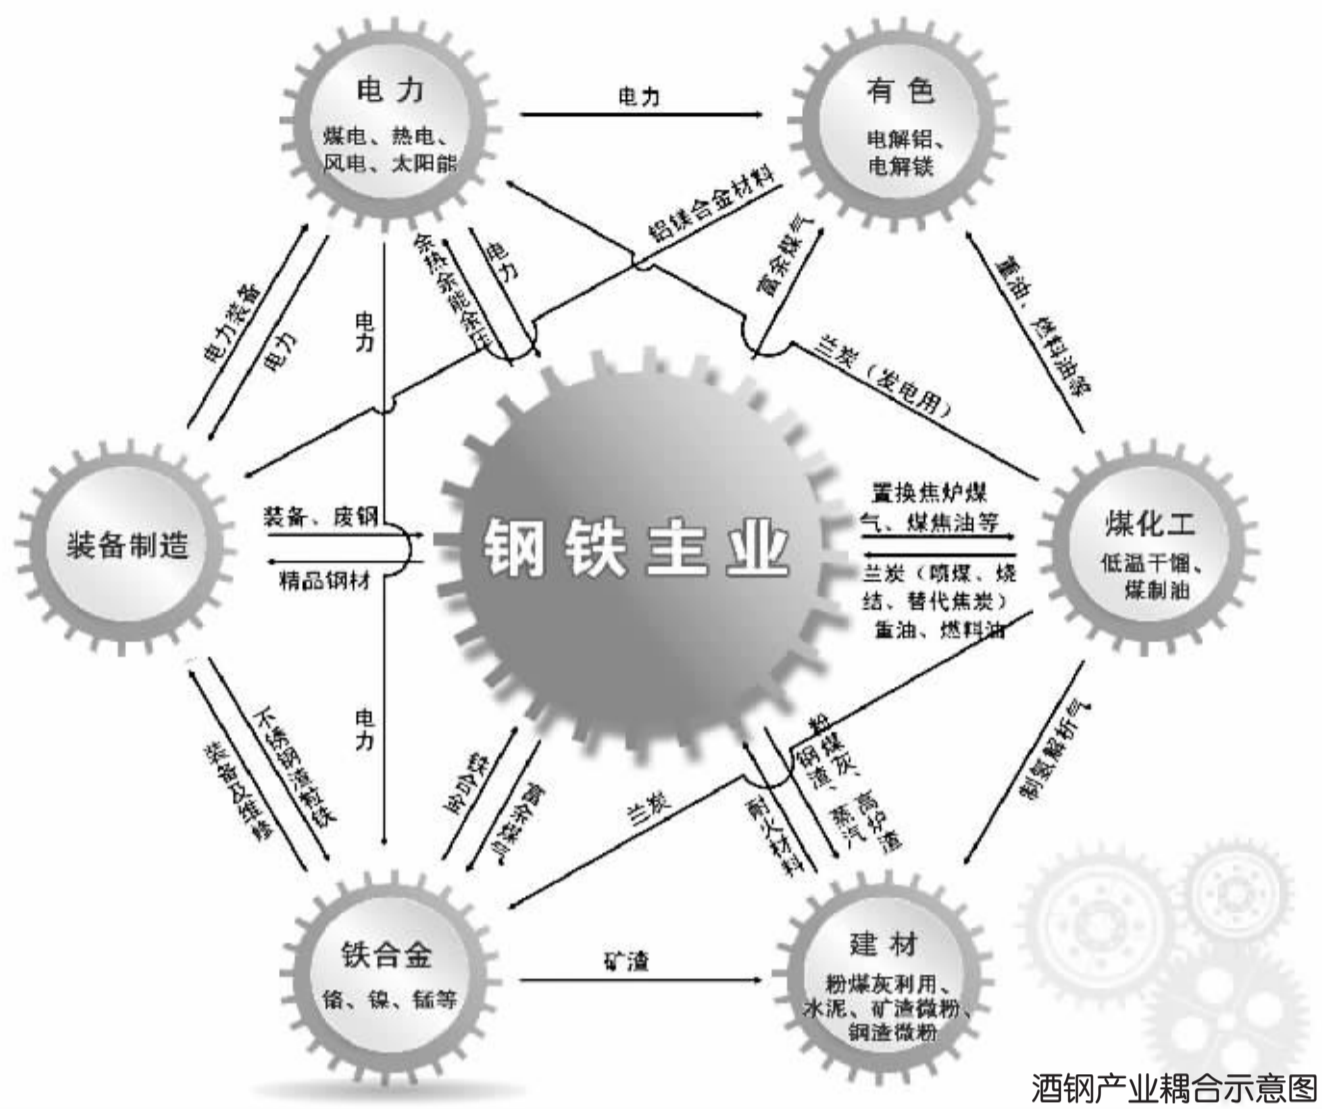 电力
煤电、热电、
风电、太阳能
电力
有色
电解铝、
电解镁
铝镁合金材料
富余煤气
重油、燃料油等
电力装备
电力
电力
余热余能余压
电力
兰炭（发电用）
装备制造
装备、废钢
精品钢材
钢铁主业
置换焦炉煤
气、煤焦油等
兰炭（喷煤、烧
结、替代焦炭）
重油、燃料油
煤化工
低温干馏、
煤制油
不锈钢渣粒铁
装备及维修
电力
铁合金
富余煤气
兰炭
耐火材料
粉煤灰、高炉渣
钢渣、蒸汽
制氢解析气
铁合金
铬、镍、锰等
矿渣
建材
粉煤灰利用、
水泥、矿渣微粉、
钢渣微粉
酒钢产业耦合示意图